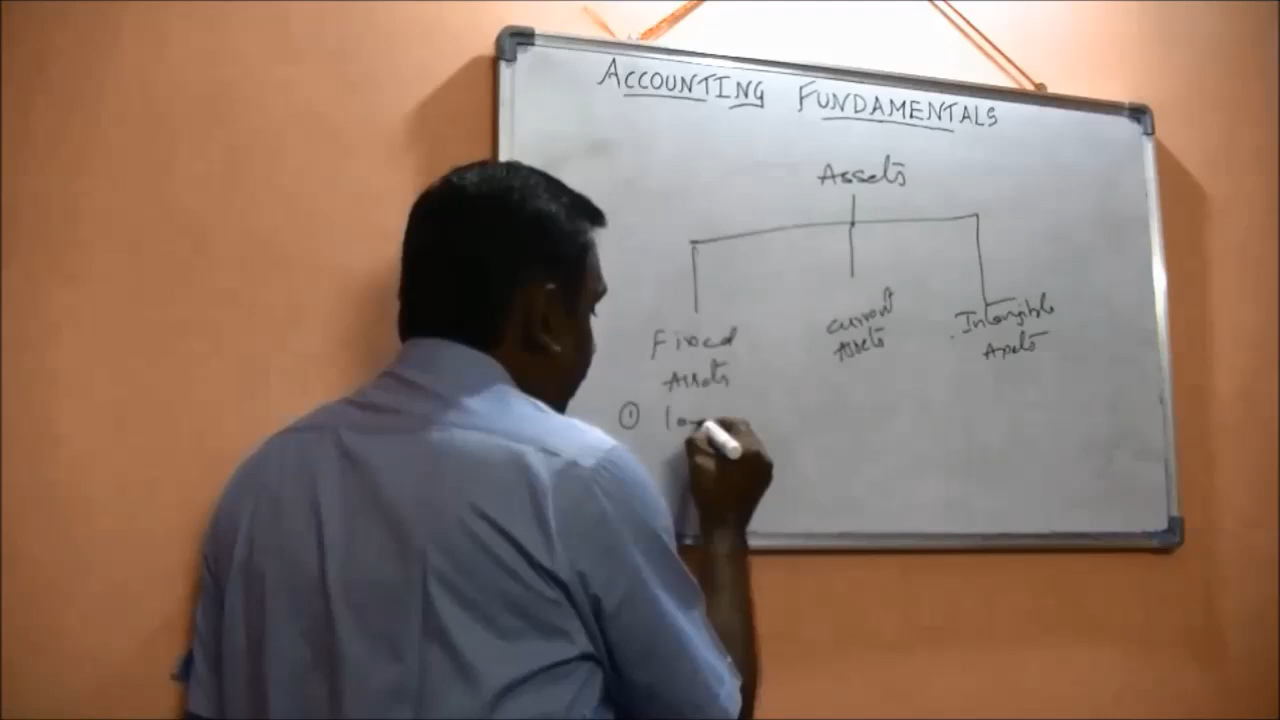 ACCOUNTING FUNDAMENTALS
Assets
Fixed
Assets
Current
Assets
Intangible
Assets
①